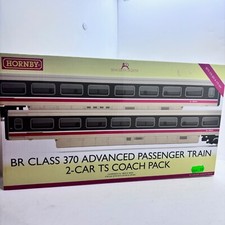 HORNBY
BR CLASS 370 ADVANCED PASSENGER TRAIN
2-CAR TS COACH PACK